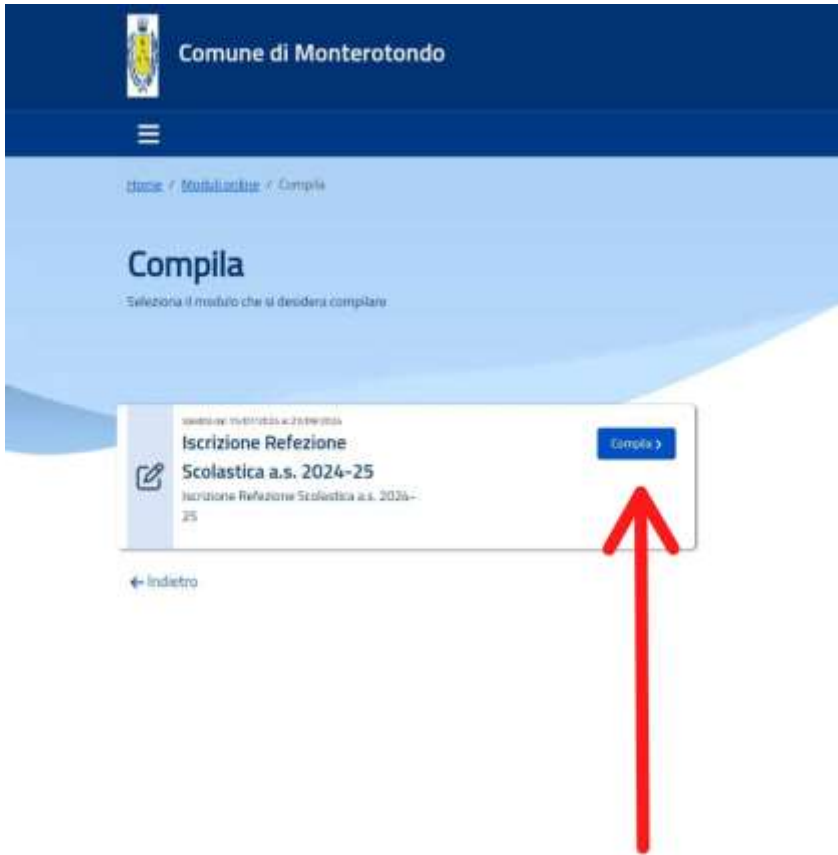 Comune di Monterotondo
Home / Moduli online / Compila
Compila
Seleziona il modulo che si desidera compilare
Iscrizione Refezione
Scolastica a.s. 2024-25
Iscrizione Refezione Scolastica a.s. 2024-
25
Compila
Indietro